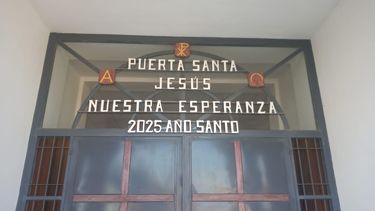 PUERTA SANTA
JESÚS
A Ω
NUESTRA ESPERANZA
2025 AÑO SANTO